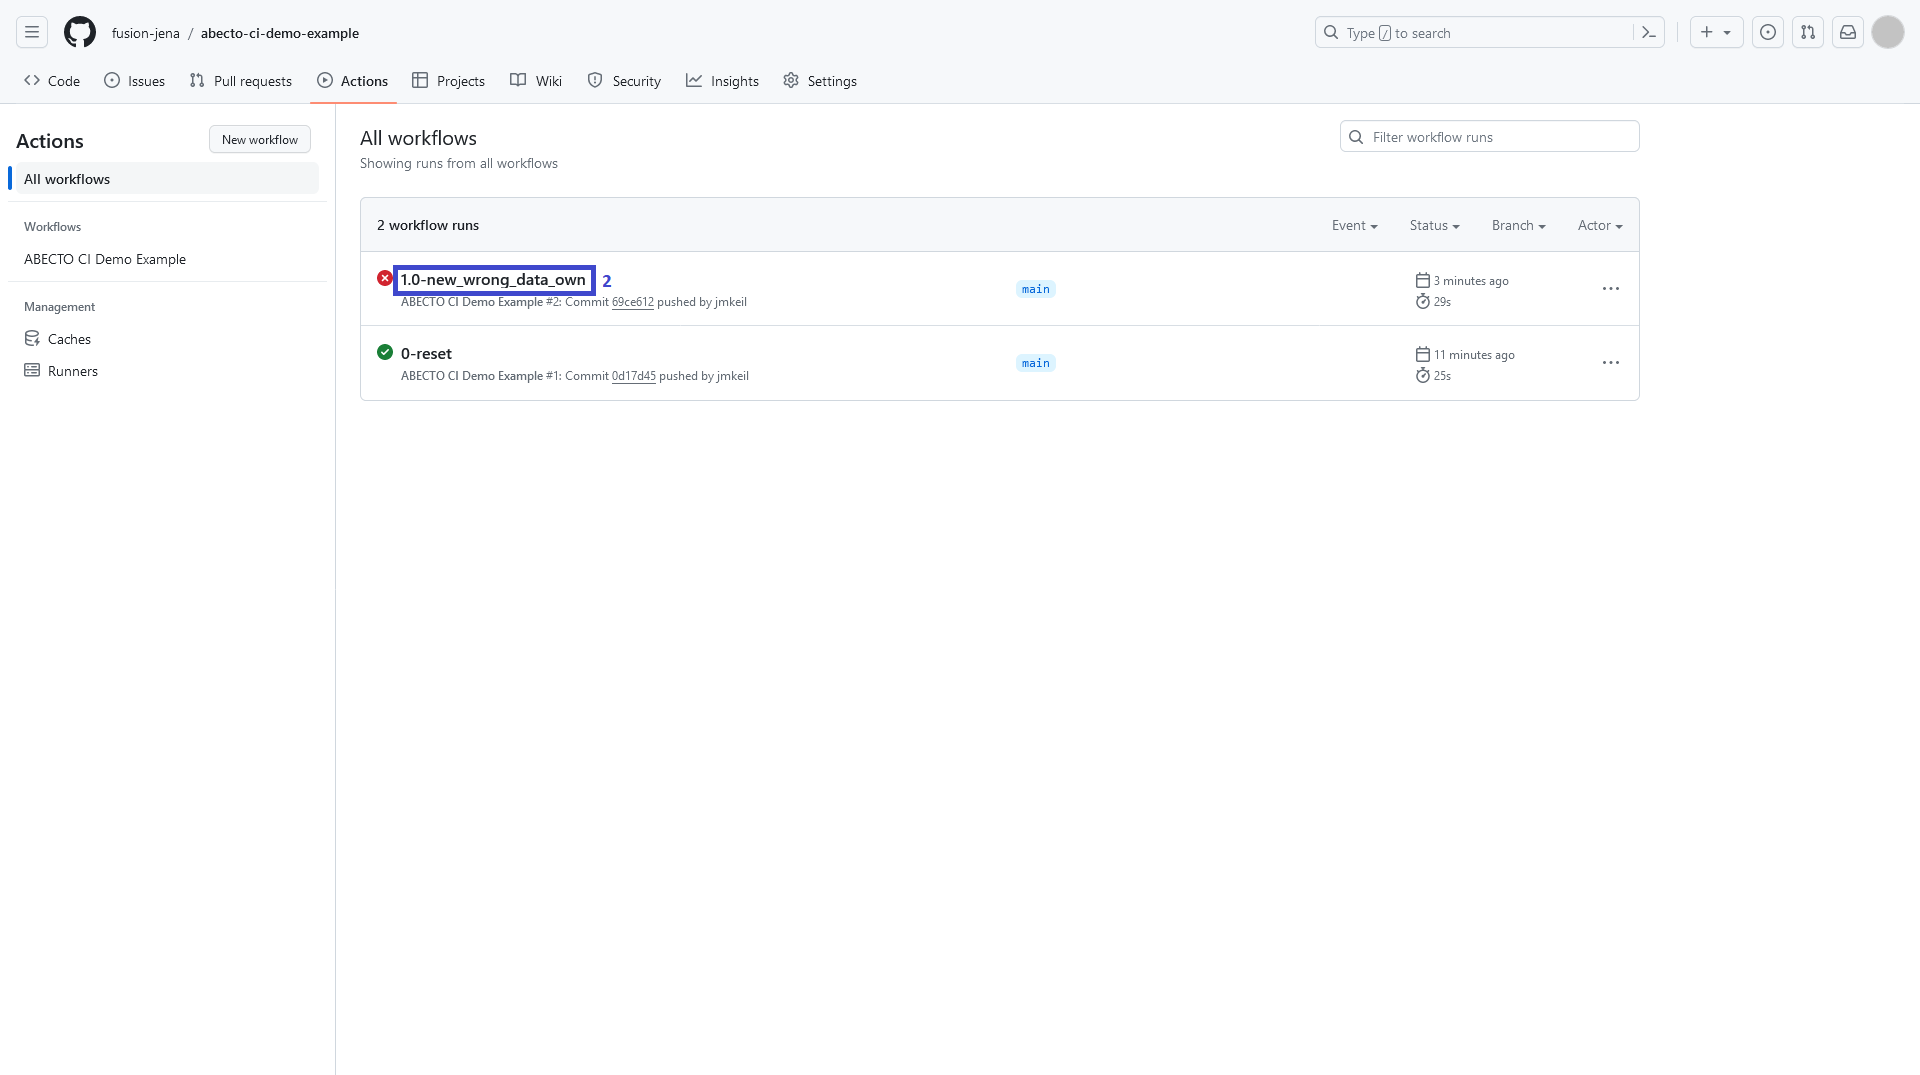 fusion-jena / abecto-ci-demo-example
Type / to search
Code Issues Pull requests Actions Projects Wiki Security Insights Settings
Actions
New workflow
All workflows
Workflows
ABECTO CI Demo Example
Management
Caches
Runners
All workflows
Showing runs from all workflows
Filter workflow runs
2 workflow runs
Event Status Branch Actor
1.0-new_wrong_data_own 2
ABECTO CI Demo Example #2: Commit 69ce612 pushed by jmkeil
main
3 minutes ago
29s
0-reset
ABECTO CI Demo Example #1: Commit 0d17d45 pushed by jmkeil
main
11 minutes ago
25s